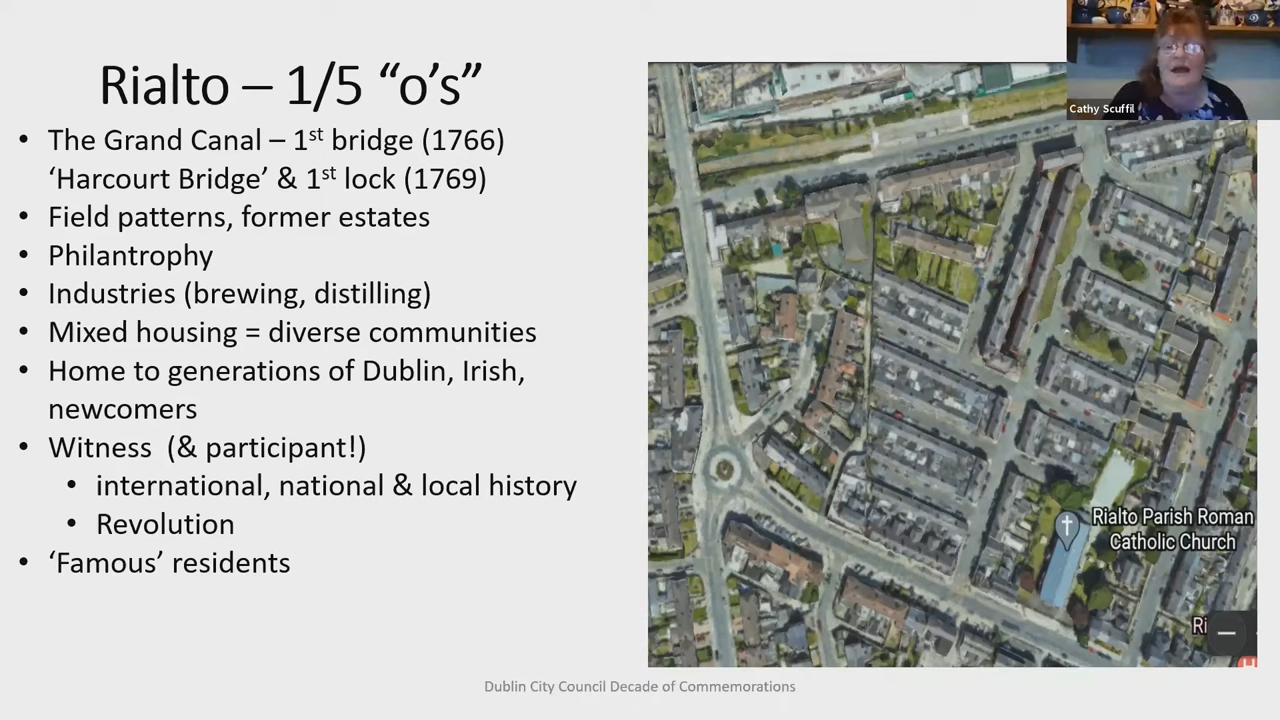 Rialto – 1/5 “o’s”
• The Grand Canal – 1st bridge (1766)
‘Harcourt Bridge’ & 1st lock (1769)
• Field patterns, former estates
• Philantrophy
• Industries (brewing, distilling)
• Mixed housing = diverse communities
• Home to generations of Dublin, Irish,
newcomers
• Witness (& participant!)
• international, national & local history
• Revolution
• ‘Famous’ residents
Cathy Scuffil
Rialto Parish Roman
Catholic Church
Ri
Dublin City Council Decade of Commemorations